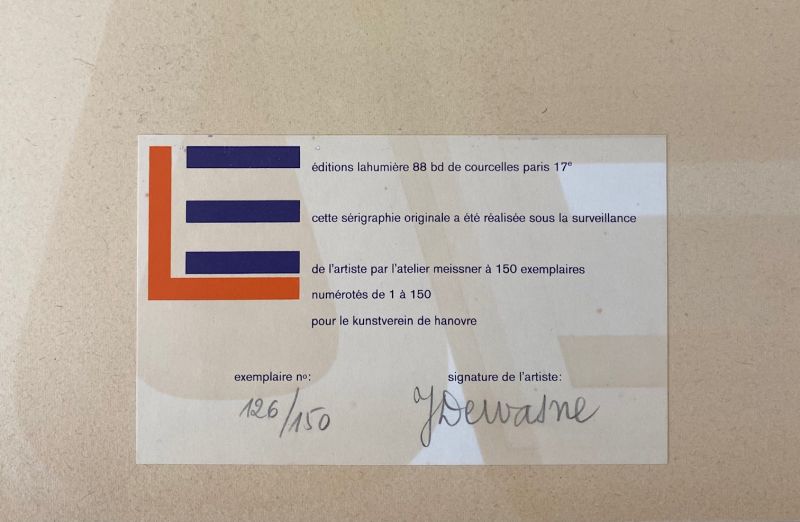 éditions lahumière 88 bd de courcelles paris 17e
cette sérigraphie originale a été réalisée sous la surveillance
de l'artiste par l'atelier meissner à 150 exemplaires
numérotés de 1 à 150
pour le kunstverein de hanovre
exemplaire no: signature de l'artiste:
126/150 JDewasne